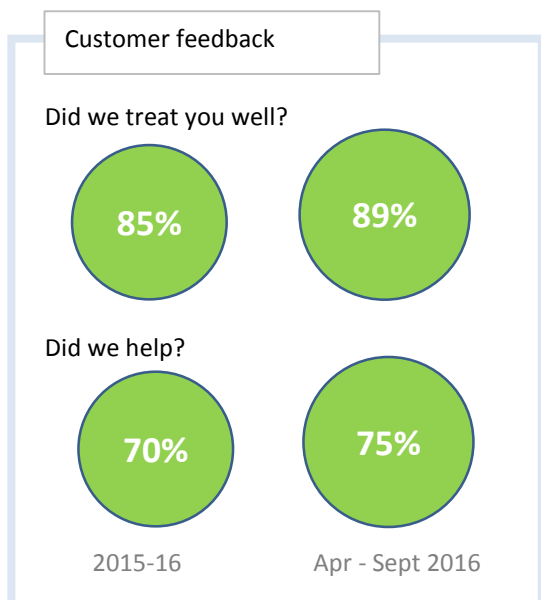 Customer feedback
Did we treat you well?
85% 89%
Did we help?
70% 75%
2015-16 Apr - Sept 2016